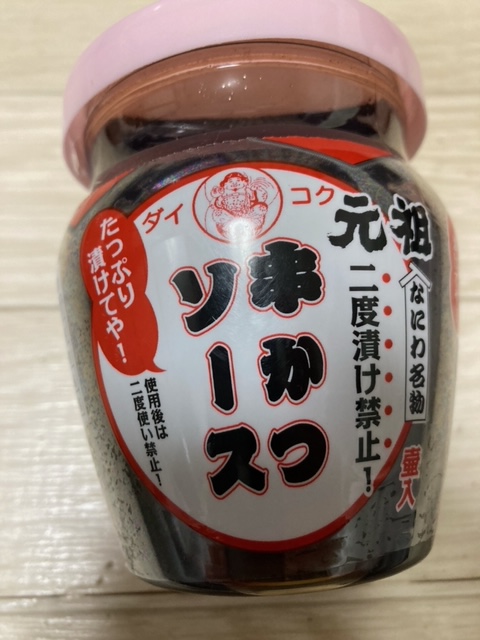 元祖
なにわ名物
二度漬け禁止!
壷入
ダイコク
串かつ
ソース
たっぷり
漬けてや!
使用後は
二度使い禁止!